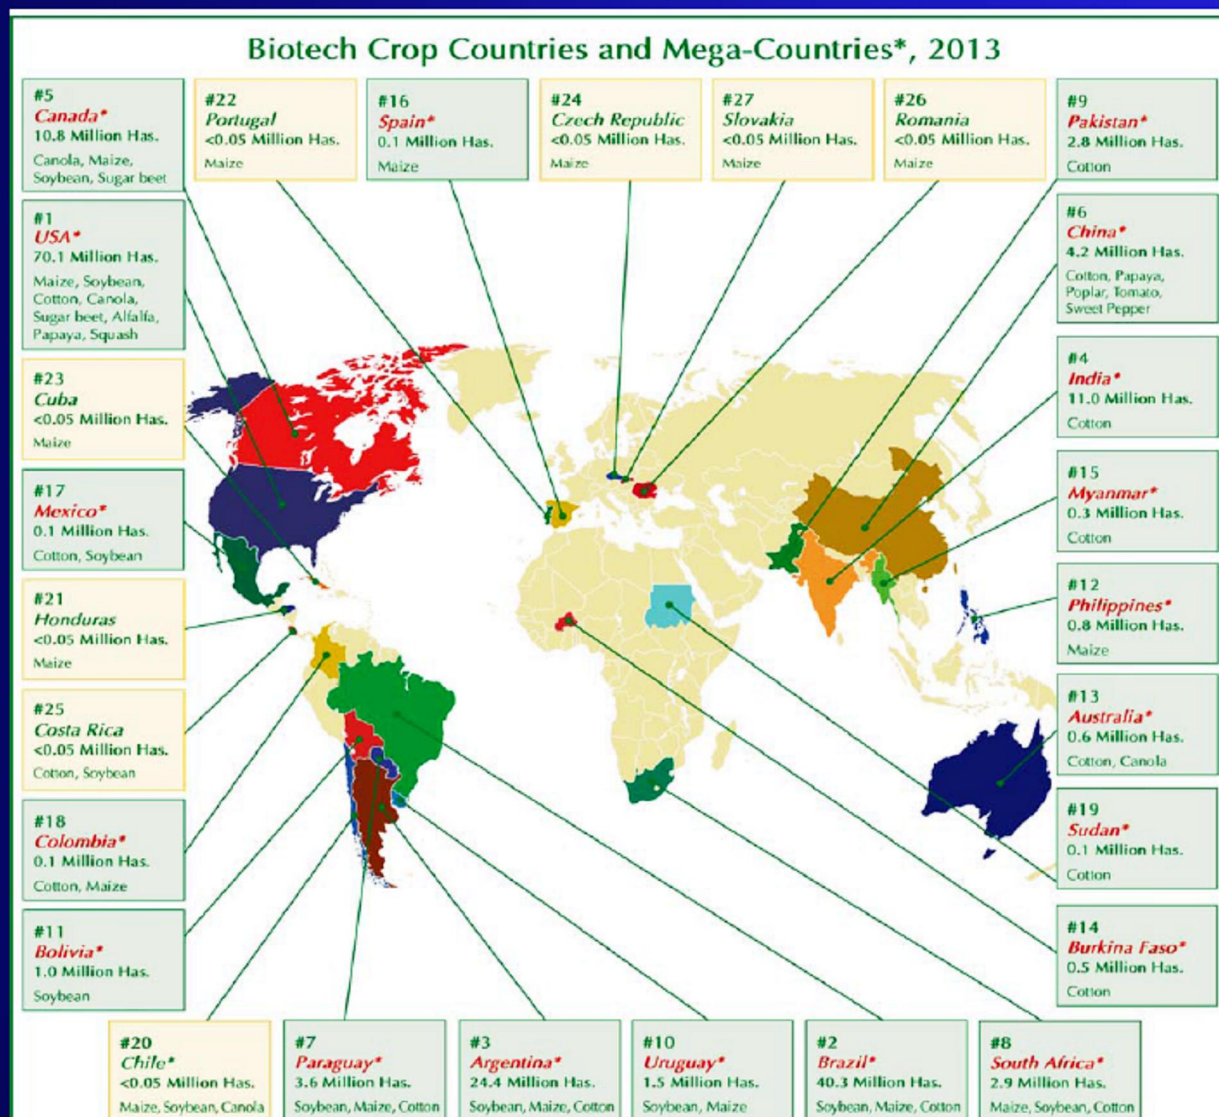 Biotech Crop Countries and Mega-Countries*, 2013
#5
Canada*
10.8 Million Has.
Canola, Maize,
Soybean, Sugar beet
#22
Portugal
<0.05 Million Has.
Maize
#16
Spain*
0.1 Million Has.
Maize
#24
Czech Republic
<0.05 Million Has.
Maize
#27
Slovakia
<0.05 Million Has.
Maize
#26
Romania
<0.05 Million Has.
Maize
#9
Pakistan*
2.8 Million Has.
Cotton
#1
USA*
70.1 Million Has.
Maize, Soybean,
Cotton, Canola,
Sugar beet, Alfalfa,
Papaya, Squash
#6
China*
4.2 Million Has.
Cotton, Papaya,
Poplar, Tomato,
Sweet Pepper
#23
Cuba
<0.05 Million Has.
Maize
#4
India*
11.0 Million Has.
Cotton
#17
Mexico*
0.1 Million Has.
Cotton, Soybean
#15
Myanmar*
0.3 Million Has.
Cotton
#21
Honduras
<0.05 Million Has.
Maize
#12
Philippines*
0.8 Million Has.
Maize
#25
Costa Rica
<0.05 Million Has.
Cotton, Soybean
#13
Australia*
0.6 Million Has.
Cotton, Canola
#18
Colombia*
0.1 Million Has.
Cotton, Maize
#19
Sudan*
0.1 Million Has.
Cotton
#11
Bolivia*
1.0 Million Has.
Soybean
#14
Burkina Faso*
0.5 Million Has.
Cotton
#20
Chile*
<0.05 Million Has.
Maize, Soybean, Canola
#7
Paraguay*
3.6 Million Has.
Soybean, Maize, Cotton
#3
Argentina*
24.4 Million Has.
Soybean, Maize, Cotton
#10
Uruguay*
1.5 Million Has.
Soybean, Maize
#2
Brazil*
40.3 Million Has.
Soybean, Maize, Cotton
#8
South Africa*
2.9 Million Has.
Maize, Soybean, Cotton